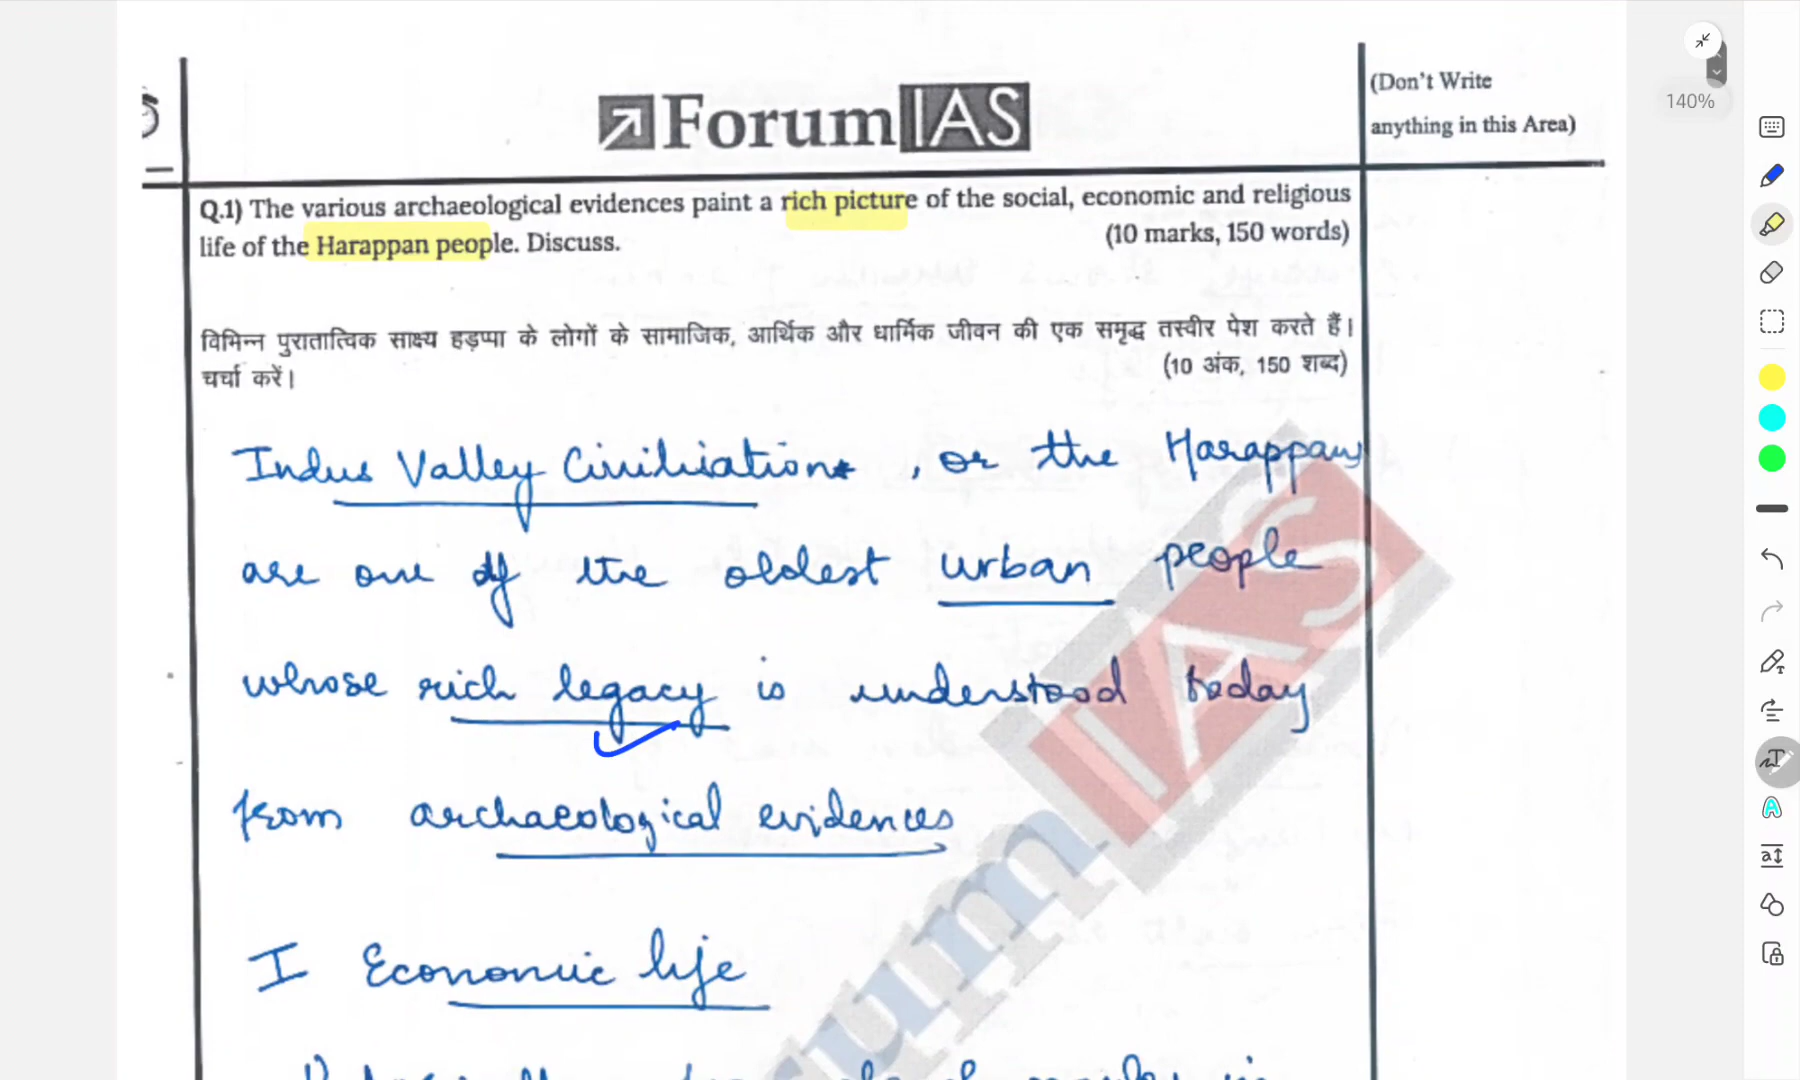 140%
ForumIAS
(Don't Write
anything in this Area)
Q.1) The various archaeological evidences paint a rich picture of the social, economic and religious
life of the Harappan people. Discuss. (10 marks, 150 words)
विभिन्न पुरातात्विक साक्ष्य हड़प्पा के लोगों के सामाजिक, आर्थिक और धार्मिक जीवन की एक समृद्ध तस्वीर पेश करते हैं।
चर्चा करें। (10 अंक, 150 शब्द)
Indus Valley Civilisation, or the Harappans
are one of the oldest urban people
whose rich legacy is understood today
from archaeological evidences
I Economic life